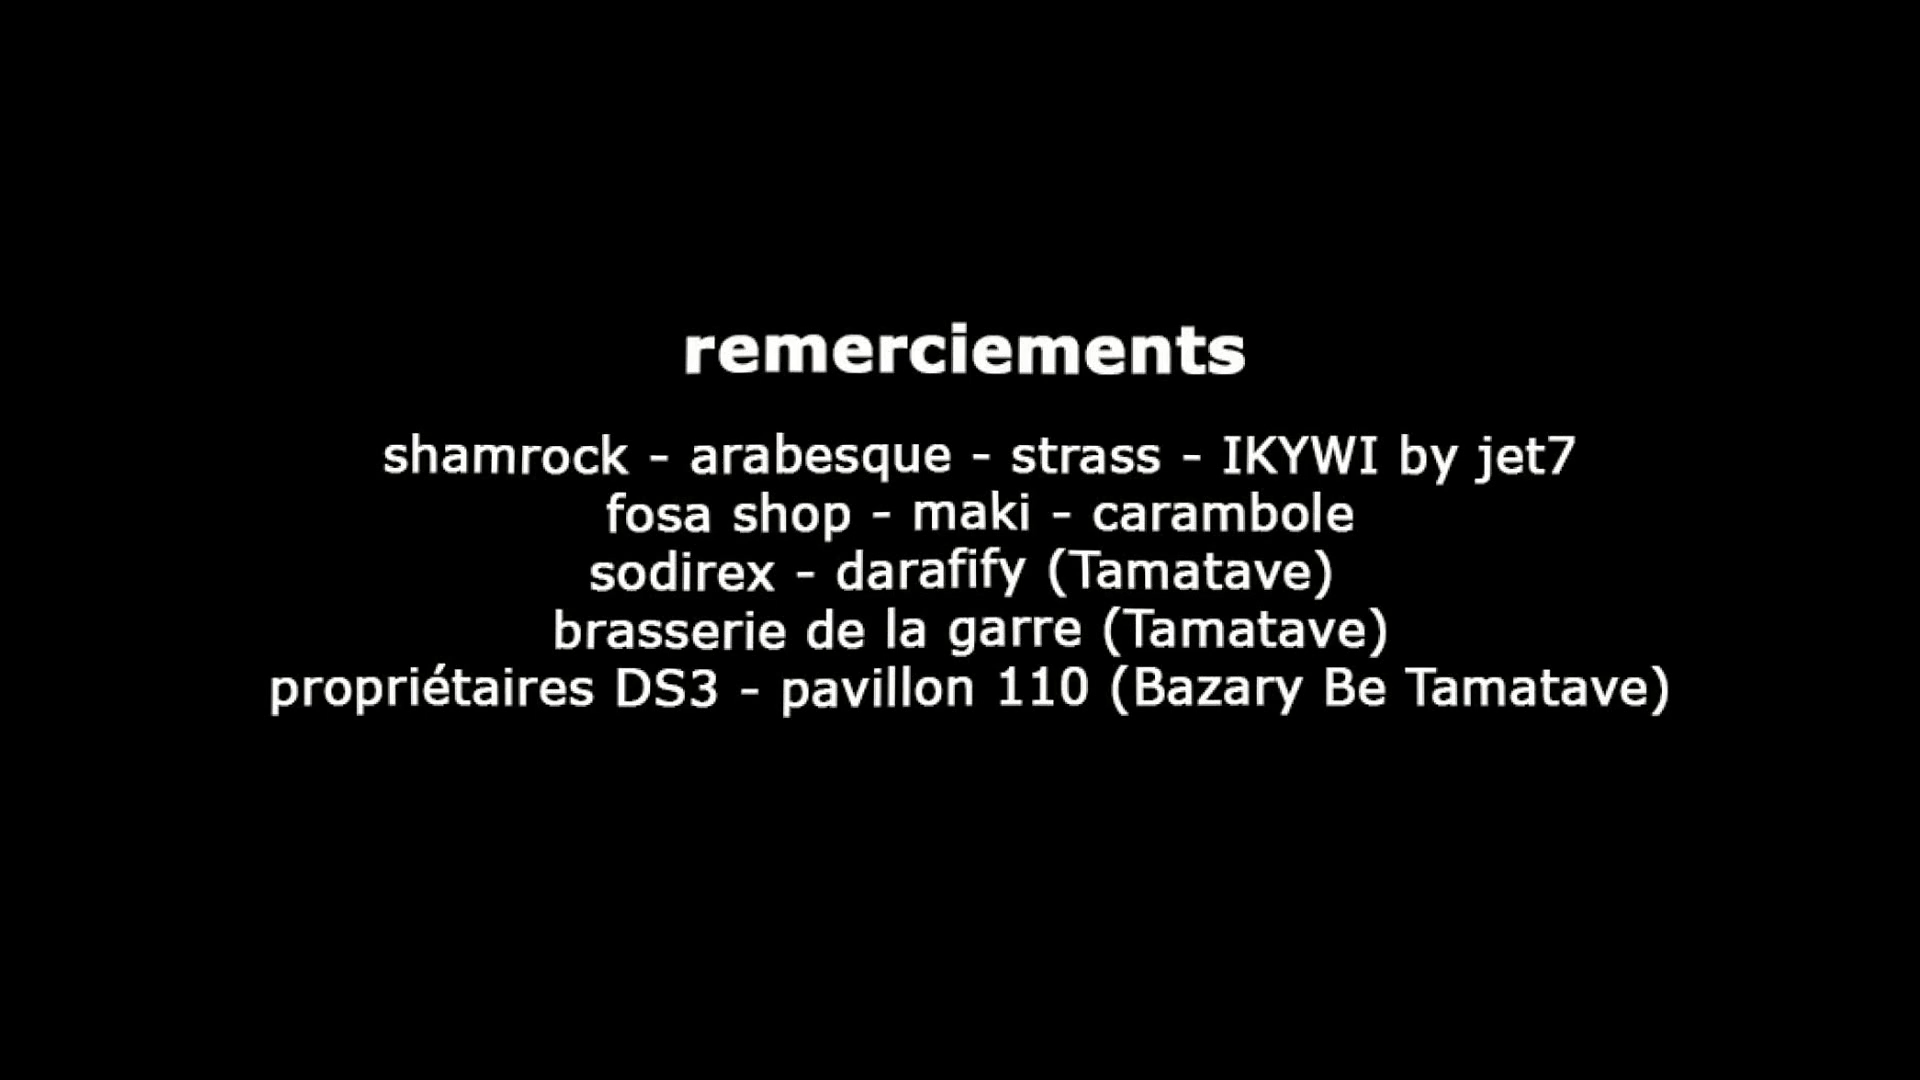 remerciements
shamrock - arabesque - strass - IKYWI by jet7
fosa shop - maki - carambole
sodirex - darafify (Tamatave)
brasserie de la garre (Tamatave)
propriétaires DS3 - pavillon 110 (Bazary Be Tamatave)